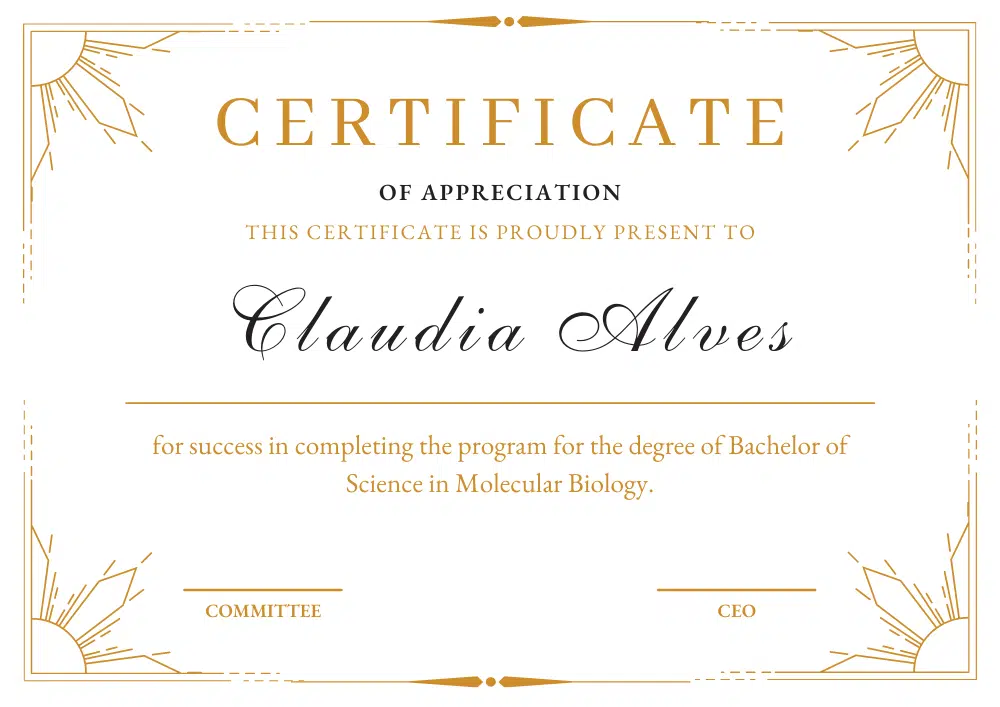 CERTIFICATE
OF APPRECIATION
THIS CERTIFICATE IS PROUDLY PRESENT TO
Claudia Alves
for success in completing the program for the degree of Bachelor of
Science in Molecular Biology.
COMMITTEE
CEO